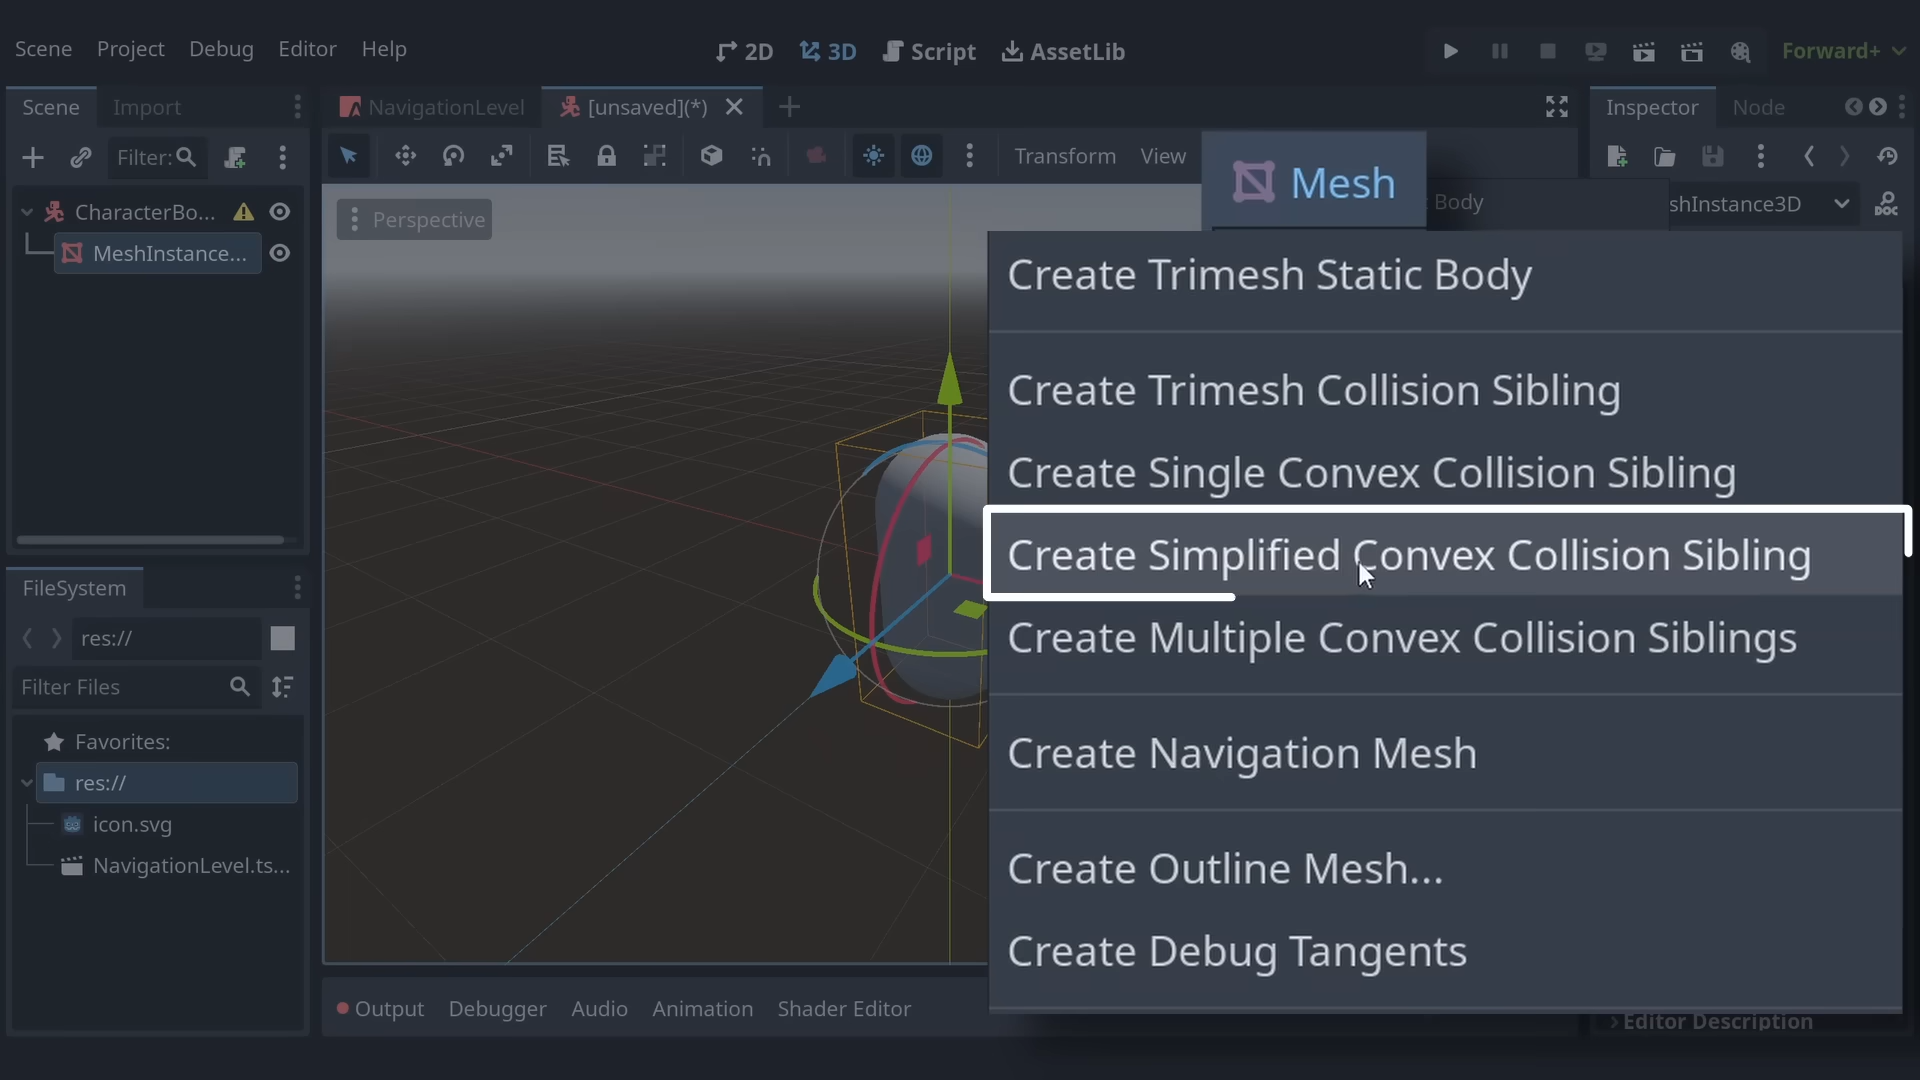 Scene Project Debug Editor Help
2D 3D Script AssetLib
Forward+
Scene Import
NavigationLevel [unsaved](*)
Inspector Node
Filter:
Transform View
Mesh
Body
shInstance3D
CharacterBo...
MeshInstance...
Perspective
Create Trimesh Static Body
Create Trimesh Collision Sibling
Create Single Convex Collision Sibling
Create Simplified Convex Collision Sibling
Create Multiple Convex Collision Siblings
Create Navigation Mesh
Create Outline Mesh...
Create Debug Tangents
FileSystem
res://
Filter Files
Favorites:
res://
icon.svg
NavigationLevel.ts...
Output Debugger Audio Animation Shader Editor
Editor Description